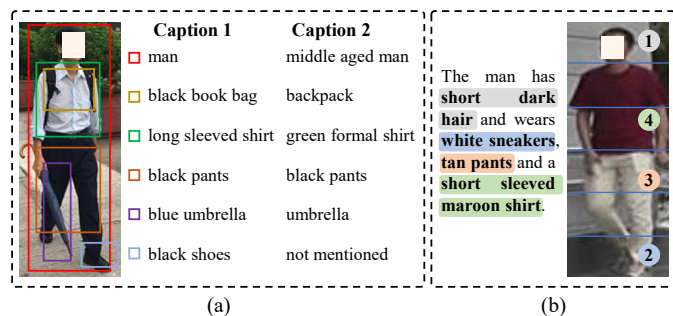 Caption 1 Caption 2
man middle aged man
black book bag backpack
long sleeved shirt green formal shirt
black pants black pants
blue umbrella umbrella
black shoes not mentioned
(a)
The man has
short dark
hair and wears
white sneakers,
tan pants and a
short sleeved
maroon shirt.
1
4
3
2
(b)